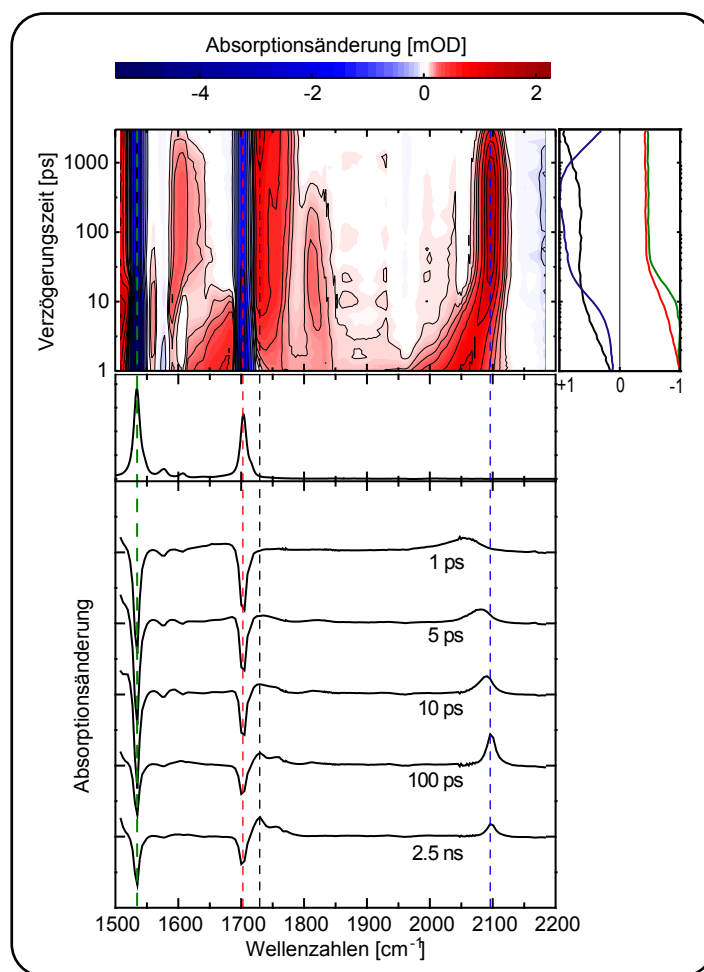 Absorptionsänderung [mOD]
-4 -2 0 2
Verzögerungszeit [ps]
1000
100
10
1
+1 0 -1
Absorptionsänderung
1 ps
5 ps
10 ps
100 ps
2.5 ns
1500 1600 1700 1800 1900 2000 2100 2200
Wellenzahlen [cm⁻¹]